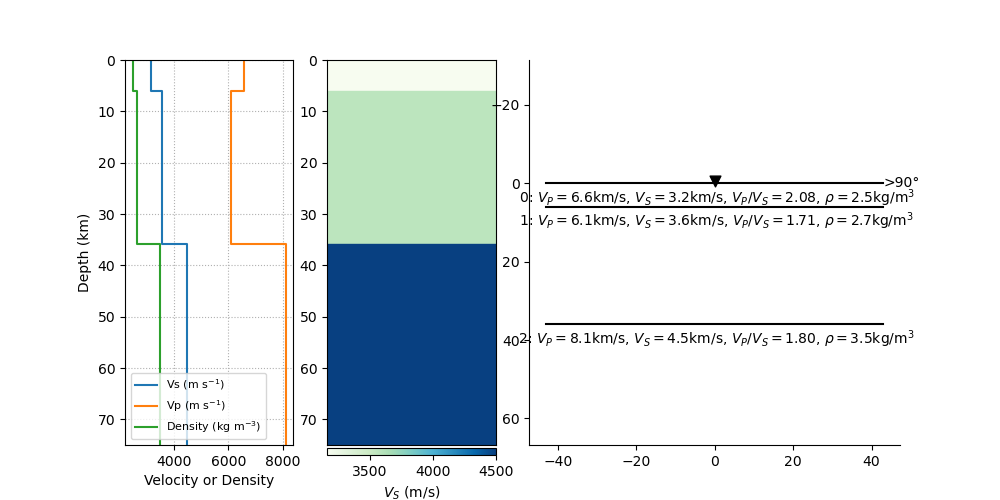 0
10
20
30
40
50
60
70
Depth (km)
4000 6000 8000
Velocity or Density
Vs (m s⁻¹)
Vp (m s⁻¹)
Density (kg m⁻³)
0
10
20
30
40
50
60
70
3500 4000 4500
V_S (m/s)
−20
0
20
40
60
−40 −20 0 20 40
>90°
0: V_P = 6.6km/s, V_S = 3.2km/s, V_P/V_S = 2.08, ρ = 2.5kg/m³
1: V_P = 6.1km/s, V_S = 3.6km/s, V_P/V_S = 1.71, ρ = 2.7kg/m³
2: V_P = 8.1km/s, V_S = 4.5km/s, V_P/V_S = 1.80, ρ = 3.5kg/m³